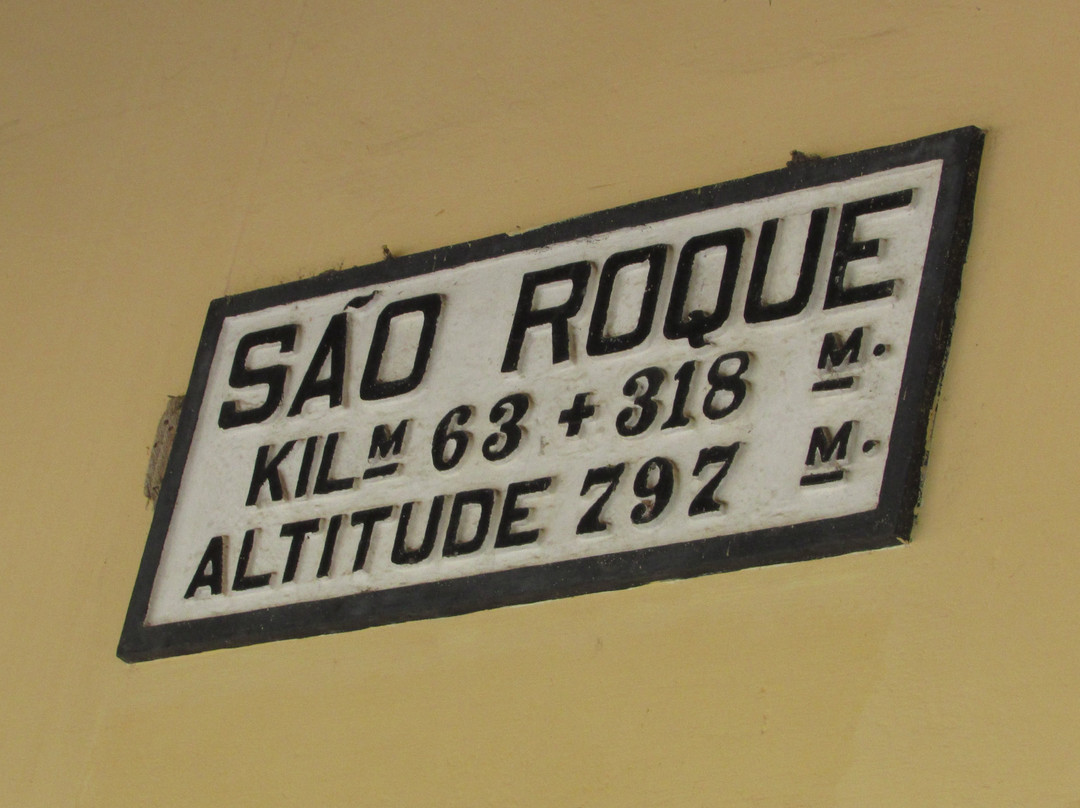 SÃO ROQUE
KILM 63 + 318 M.
ALTITUDE 797 M.